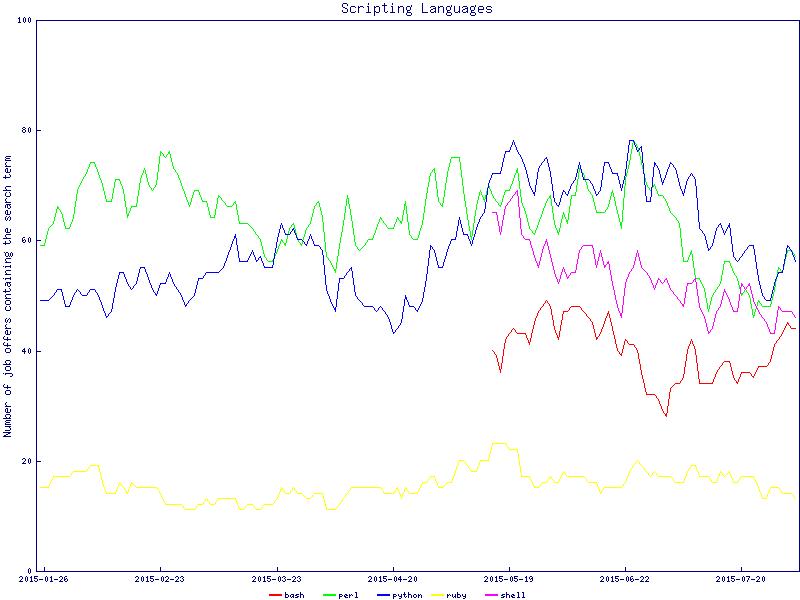 Scripting Languages
Number of job offers containing the search term
100
80
60
40
20
0
2015-01-26 2015-02-23 2015-03-23 2015-04-20 2015-05-19 2015-06-22 2015-07-20
bash perl python ruby shell